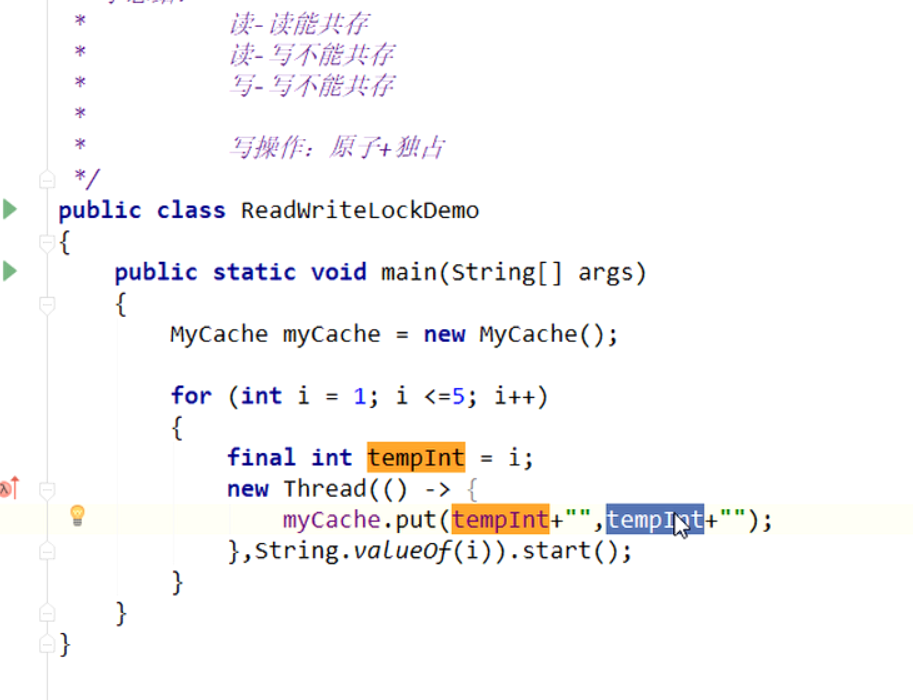 * 读-读能共存
* 读-写不能共存
* 写-写不能共存
*
* 写操作：原子+独占
*/
public class ReadWriteLockDemo
{
public static void main(String[] args)
{
MyCache myCache = new MyCache();
for (int i = 1; i <=5; i++)
{
final int tempInt = i;
new Thread(() -> {
myCache.put(tempInt+"",tempInt+"");
},String.valueOf(i)).start();
}
}
}